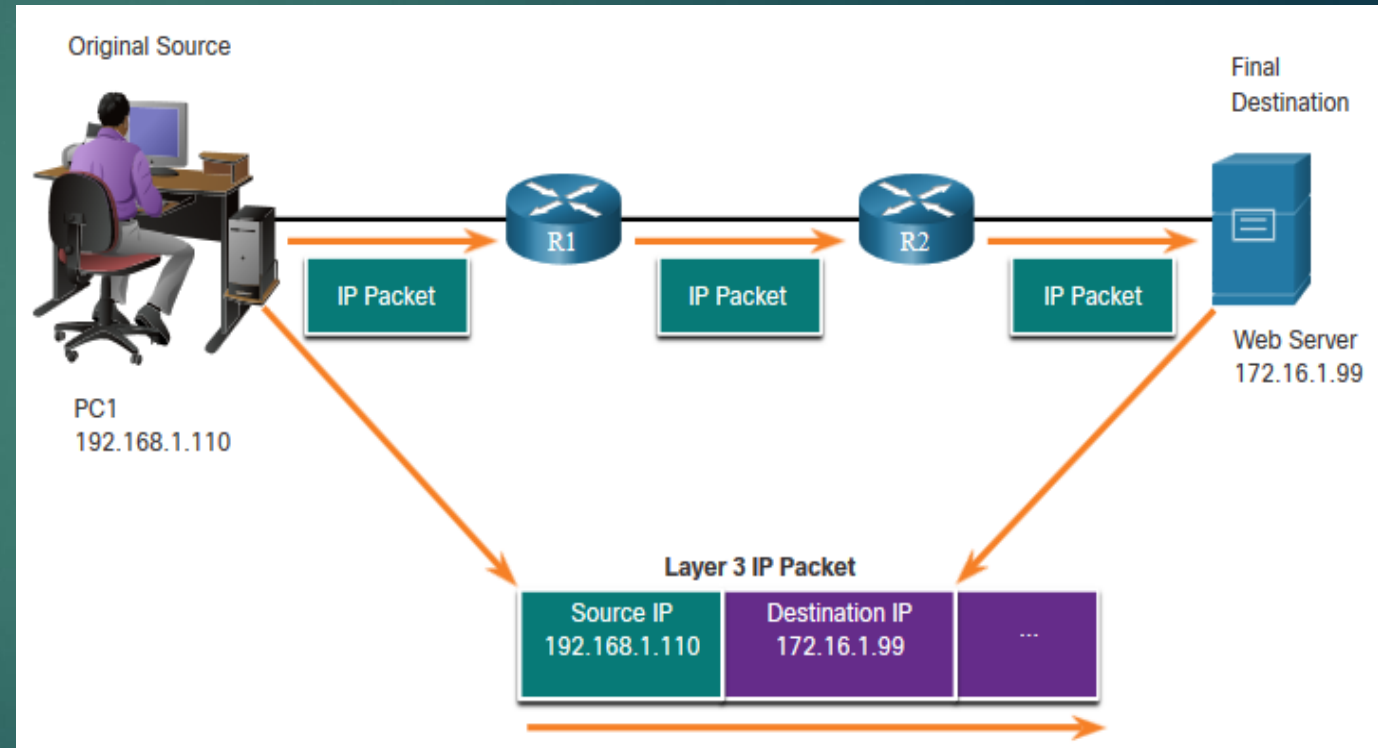 Original Source
Final
Destination
R1
R2
IP Packet
IP Packet
IP Packet
Web Server
172.16.1.99
PC1
192.168.1.110
Layer 3 IP Packet
Source IP
192.168.1.110
Destination IP
172.16.1.99
...